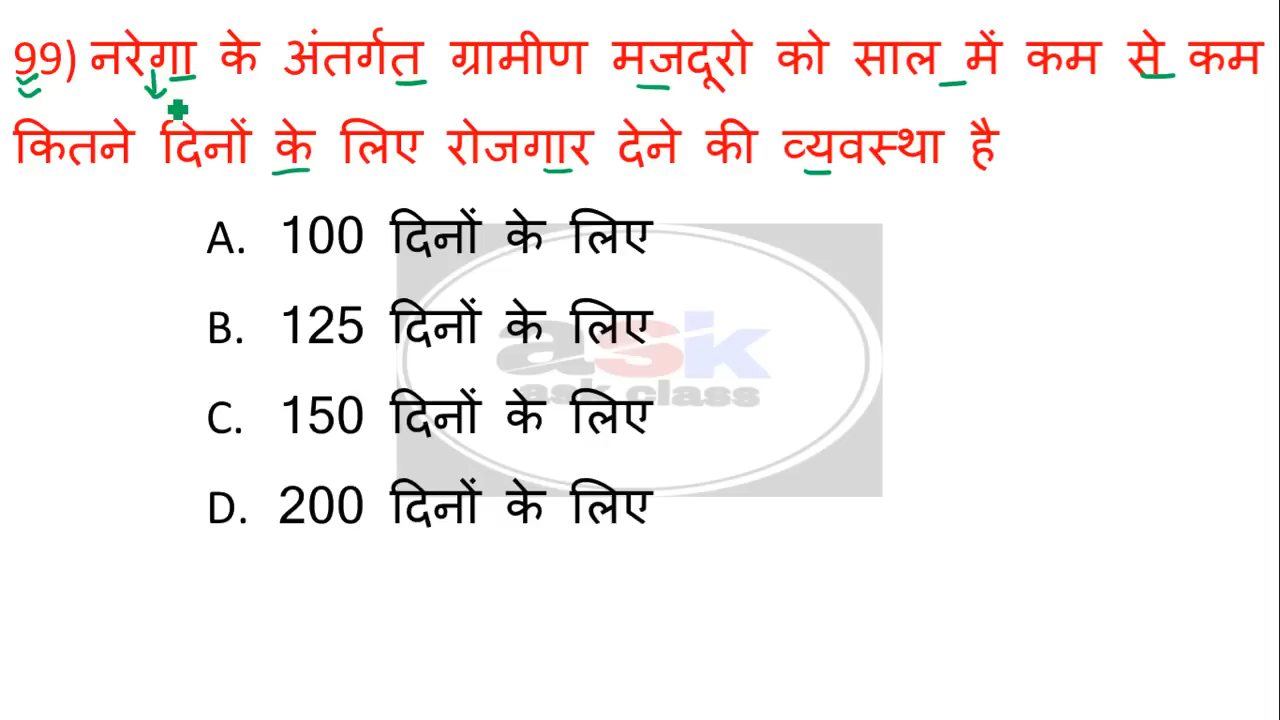 99) नरेगा के अंतर्गत ग्रामीण मजदूरो को साल में कम से कम
कितने दिनों के लिए रोजगार देने की व्यवस्था है
A. 100 दिनों के लिए
B. 125 दिनों के लिए
C. 150 दिनों के लिए
D. 200 दिनों के लिए
ask
ask class